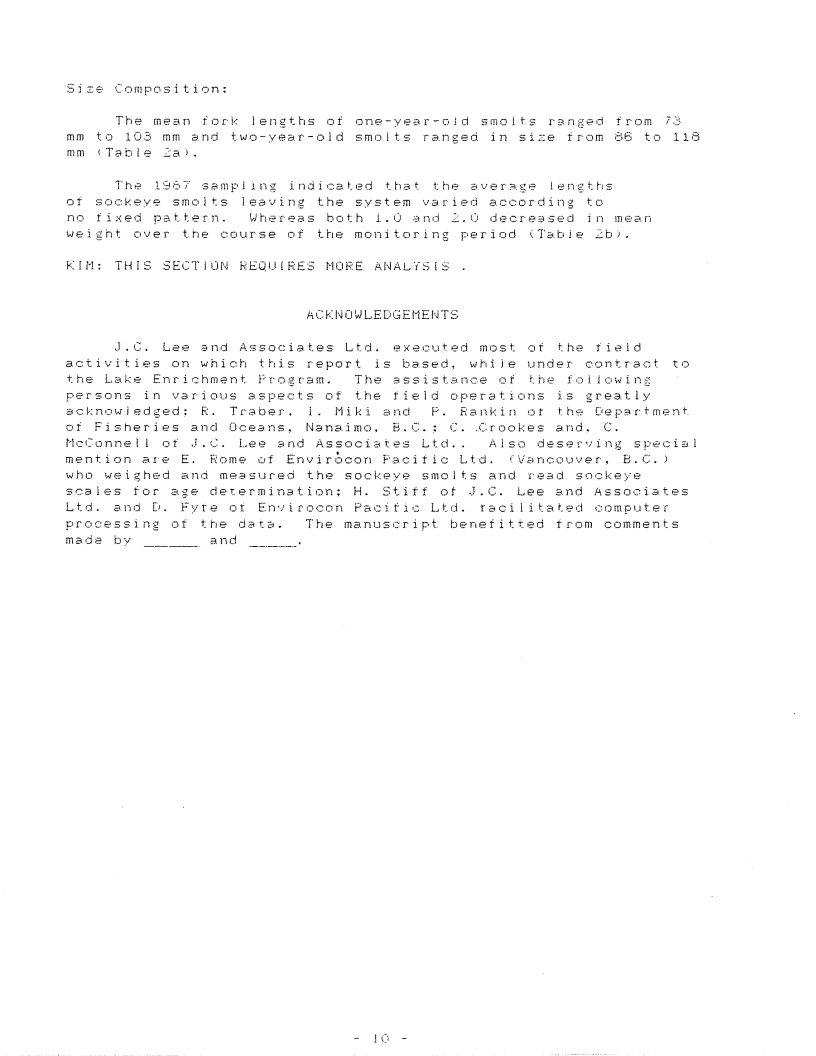 Size Composition:
The mean fork lengths of one-year-old smolts ranged from 73
mm to 103 mm and two-year-old smolts ranged in size from 86 to 118
mm (Table 2a).
The 1987 sampling indicated that the average lengths
of sockeye smolts leaving the system varied according to
no fixed pattern. Whereas both 1.0 and 2.0 decreased in mean
weight over the course of the monitoring period (Table 2b).
KIM: THIS SECTION REQUIRES MORE ANALYSIS .
ACKNOWLEDGEMENTS
J.C. Lee and Associates Ltd. executed most of the field
activities on which this report is based, while under contract to
the Lake Enrichment Program. The assistance of the following
persons in various aspects of the field operations is greatly
acknowledged; R. Traber, I. Miki and P. Rankin of the Department
of Fisheries and Oceans, Nanaimo, B.C.; C. Crookes and, C.
McConnell of J.C. Lee and Associates Ltd.. Also deserving special
mention are E. Rome of Envirocon Pacific Ltd. (Vancouver, B.C.)
who weighed and measured the sockeye smolts and read sockeye
scales for age determination; H. Stiff of J.C. Lee and Associates
Ltd. and D. Fyfe of Envirocon Pacific Ltd. facilitated computer
processing of the data. The manuscript benefitted from comments
made by ______ and _____.
- 10 -